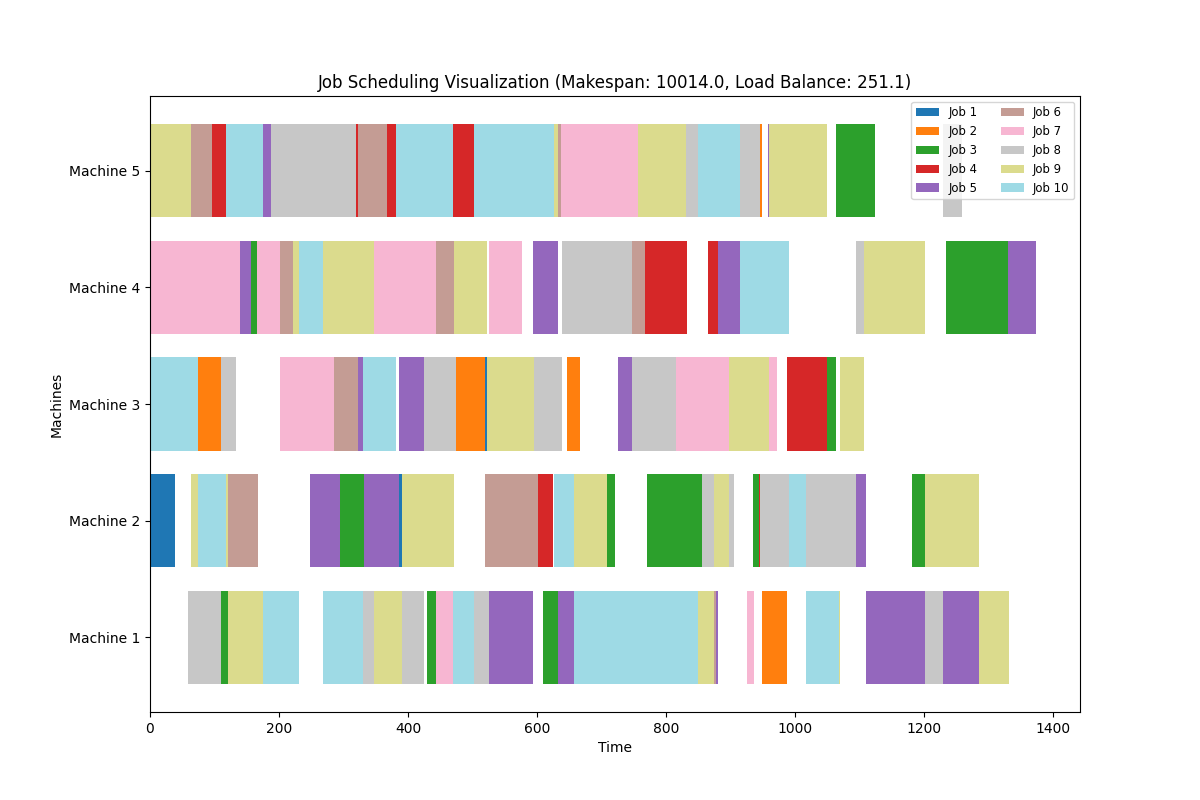 Job Scheduling Visualization (Makespan: 10014.0, Load Balance: 251.1)
Job 1
Job 2
Job 3
Job 4
Job 5
Job 6
Job 7
Job 8
Job 9
Job 10
Machines
Machine 5
Machine 4
Machine 3
Machine 2
Machine 1
0 200 400 600 800 1000 1200 1400
Time